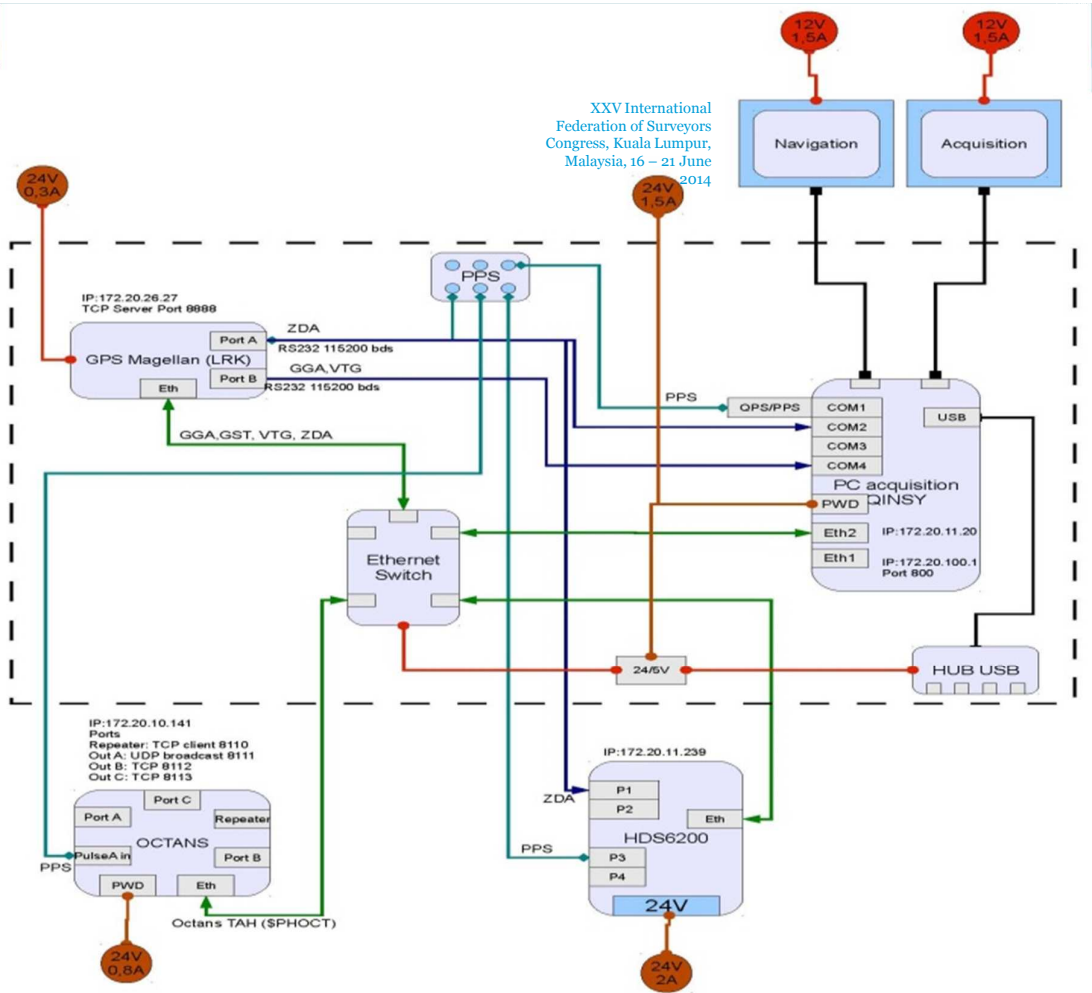 12V
1,5A
12V
1,5A
XXV International
Federation of Surveyors
Congress, Kuala Lumpur,
Malaysia, 16 – 21 June
2014
Navigation
Acquisition
24V
0,3A
24V
1,5A
PPS
IP:172.20.26.27
TCP Server Port 8888
GPS Magellan (LRK)
Port A
ZDA
RS232 115200 bds
Port B
GGA,VTG
RS232 115200 bds
Eth
GGA,GST, VTG, ZDA
PPS
QPS/PPS
COM1
COM2
COM3
COM4
USB
PC acquisition
QINSY
PWD
Eth2
IP:172.20.11.20
Eth1
IP:172.20.100.1
Port 800
Ethernet
Switch
24/5V
HUB USB
IP:172.20.10.141
Ports
Repeater: TCP client 8110
Out A: UDP broadcast 8111
Out B: TCP 8112
Out C: TCP 8113
Port C
Port A
Repeater
OCTANS
PulseA in
Port B
PPS
PWD
Eth
Octans TAH ($PHOCT)
24V
0,8A
IP:172.20.11.239
ZDA
P1
P2
Eth
HDS6200
PPS
P3
P4
24V
24V
2A